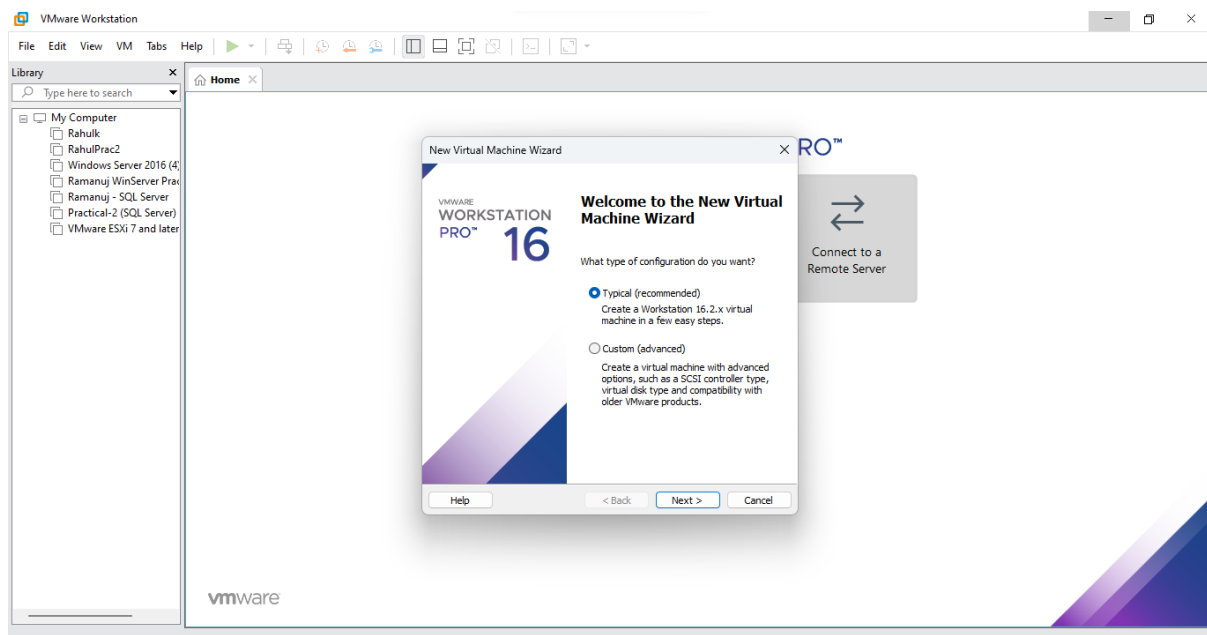 VMware Workstation
File Edit View VM Tabs Help
Library
Type here to search
My Computer
Rahulk
RahulPrac2
Windows Server 2016 (4)
Ramanuj WinServer Prac
Ramanuj - SQL Server
Practical-2 (SQL Server)
VMware ESXi 7 and later
Home
RO™
Connect to a
Remote Server
New Virtual Machine Wizard
VMWARE
WORKSTATION
PRO™ 16
Welcome to the New Virtual
Machine Wizard
What type of configuration do you want?
Typical (recommended)
Create a Workstation 16.2.x virtual
machine in a few easy steps.
Custom (advanced)
Create a virtual machine with advanced
options, such as a SCSI controller type,
virtual disk type and compatibility with
older VMware products.
Help < Back Next > Cancel
vmware